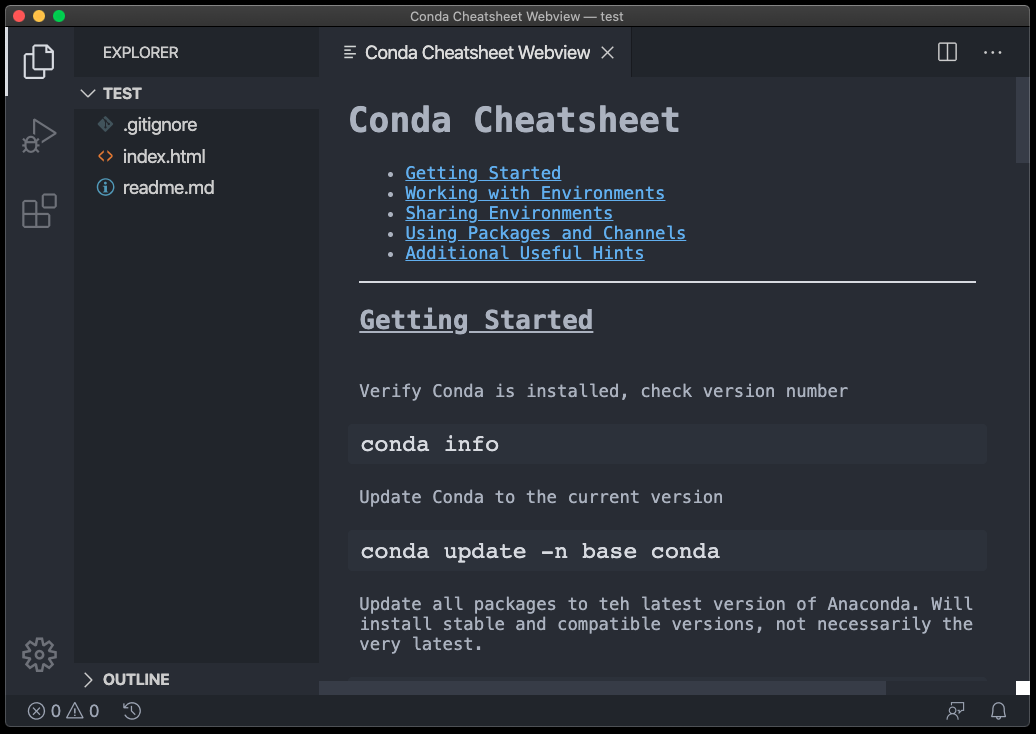 Conda Cheatsheet Webview — test
EXPLORER
Conda Cheatsheet Webview
TEST
.gitignore
index.html
readme.md
OUTLINE
Conda Cheatsheet
Getting Started
Working with Environments
Sharing Environments
Using Packages and Channels
Additional Useful Hints
Getting Started
Verify Conda is installed, check version number
conda info
Update Conda to the current version
conda update -n base conda
Update all packages to teh latest version of Anaconda. Will
install stable and compatible versions, not necessarily the
very latest.
0 0